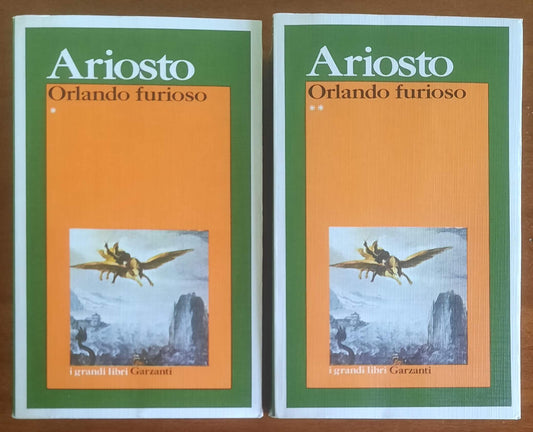 Ariosto
Orlando furioso
*
i grandi libri Garzanti
Ariosto
Orlando furioso
**
i grandi libri Garzanti